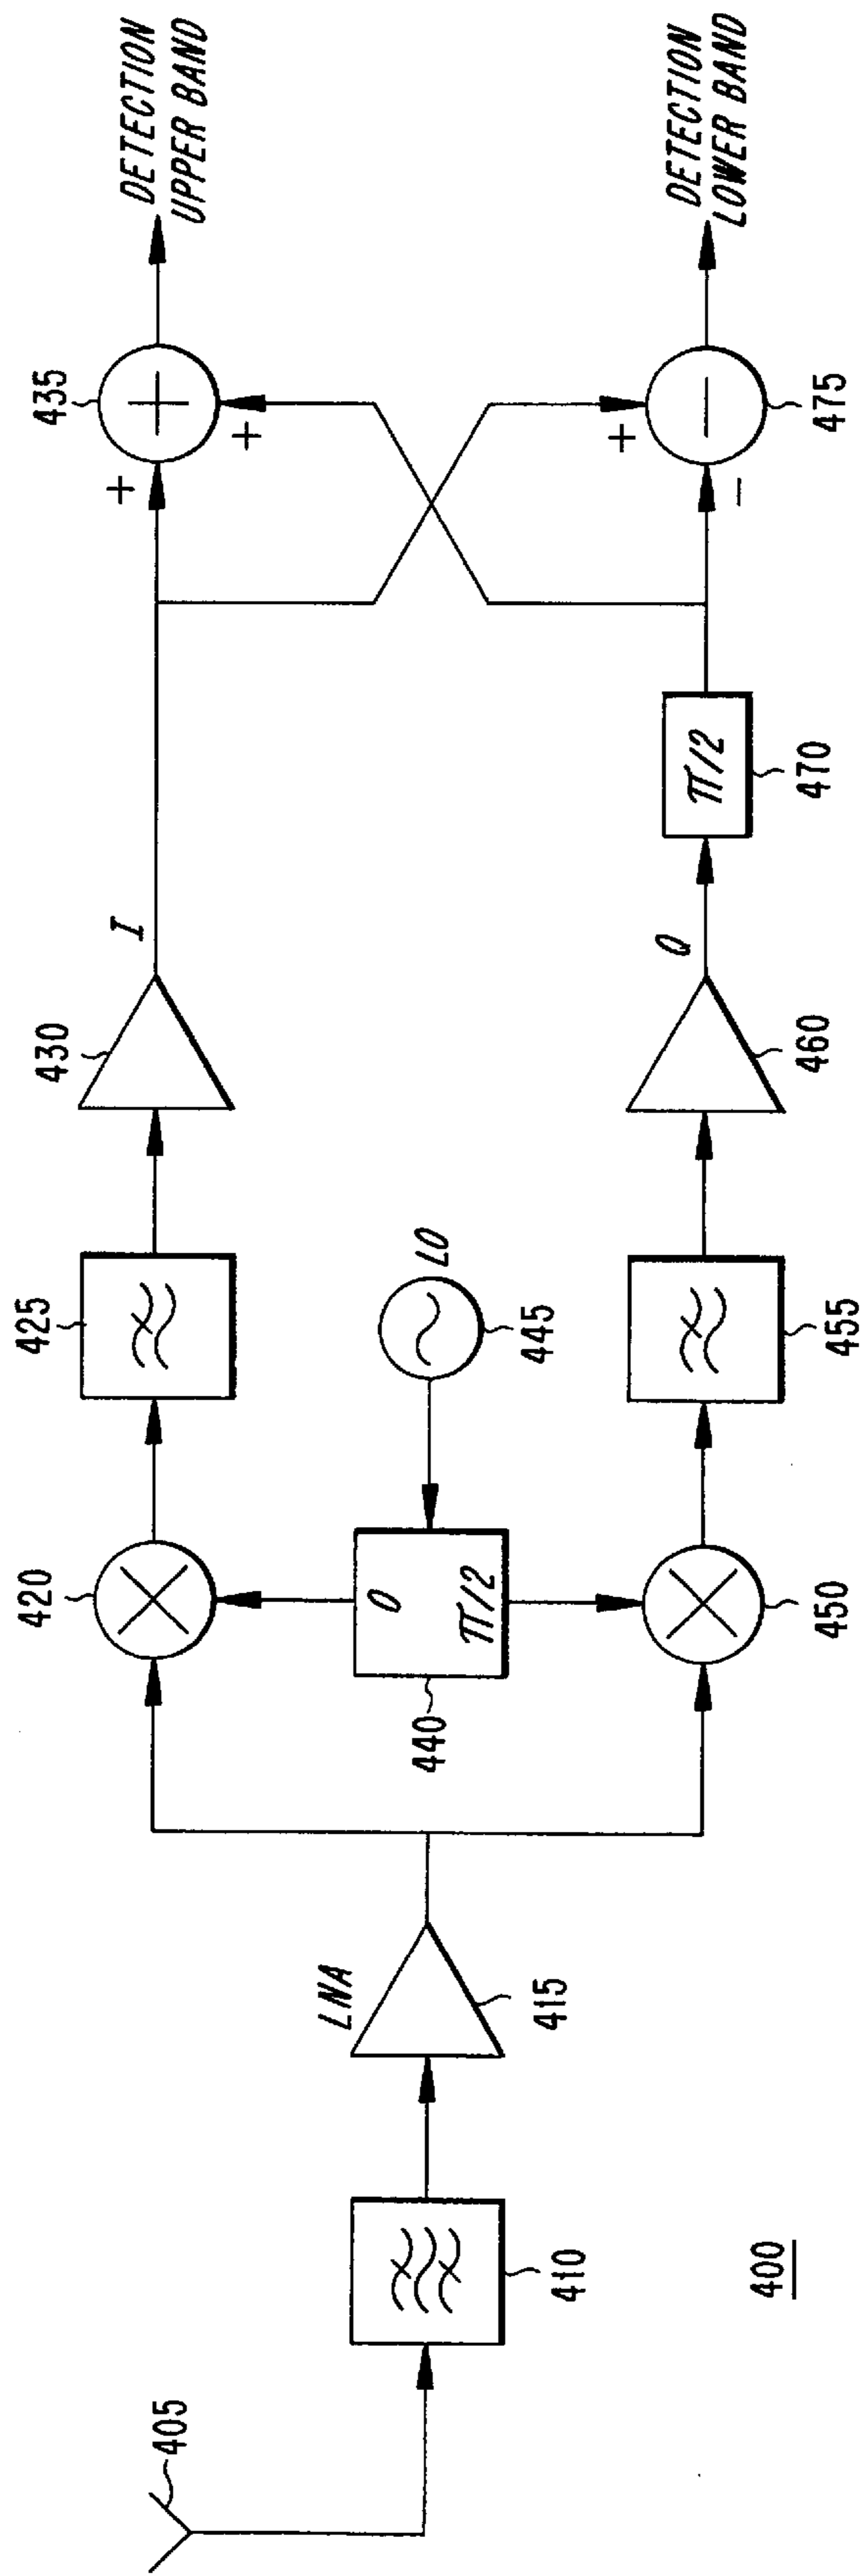 405
410
LNA
415
420
0
π/2
440
LO
445
450
425
455
430
I
460
Q
π/2
470
+
+
435
DETECTION
UPPER BAND
+
−
475
DETECTION
LOWER BAND
400